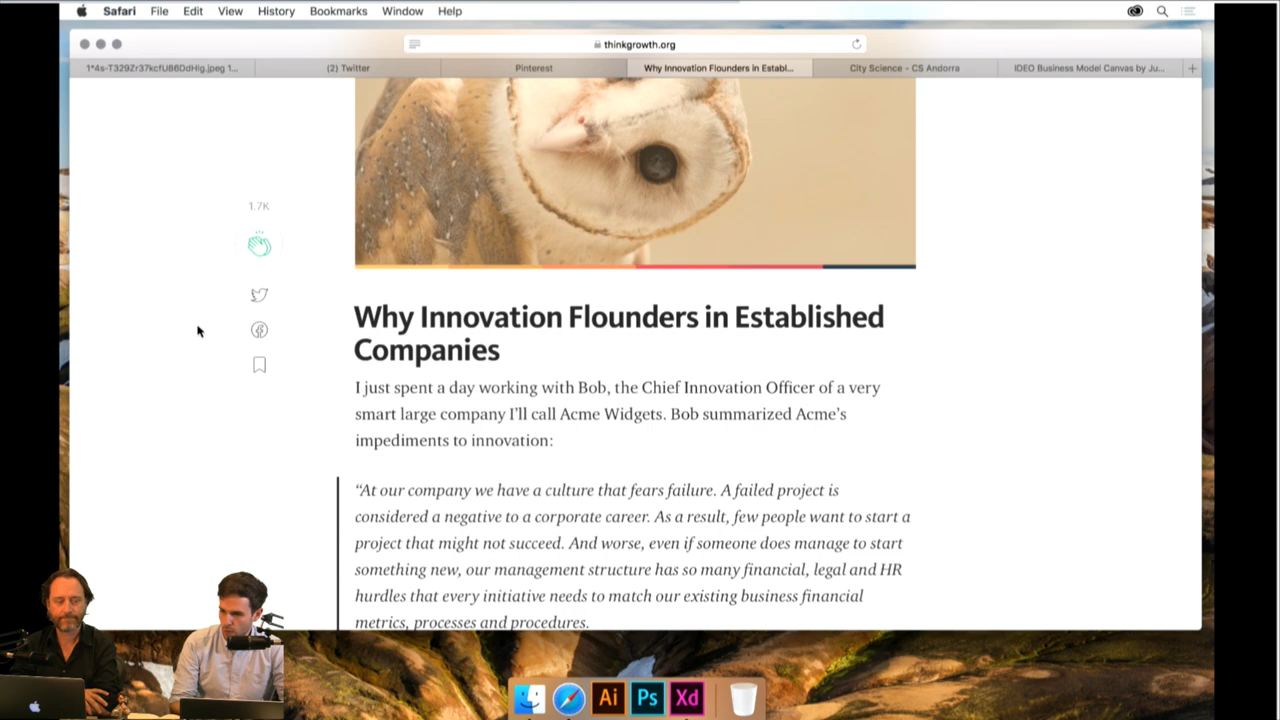 Safari File Edit View History Bookmarks Window Help
thinkgrowth.org
1*4s-T329Zr37kcfU86DdHig.jpeg 1... (2) Twitter Pinterest Why Innovation Flounders in Establ... City Science - CS Andorra IDEO Business Model Canvas by Ju...
1.7K
Why Innovation Flounders in Established
Companies
I just spent a day working with Bob, the Chief Innovation Officer of a very
smart large company I’ll call Acme Widgets. Bob summarized Acme’s
impediments to innovation:
“At our company we have a culture that fears failure. A failed project is
considered a negative to a corporate career. As a result, few people want to start a
project that might not succeed. And worse, even if someone does manage to start
something new, our management structure has so many financial, legal and HR
hurdles that every initiative needs to match our existing business financial
metrics, processes and procedures.
Ai Ps Xd